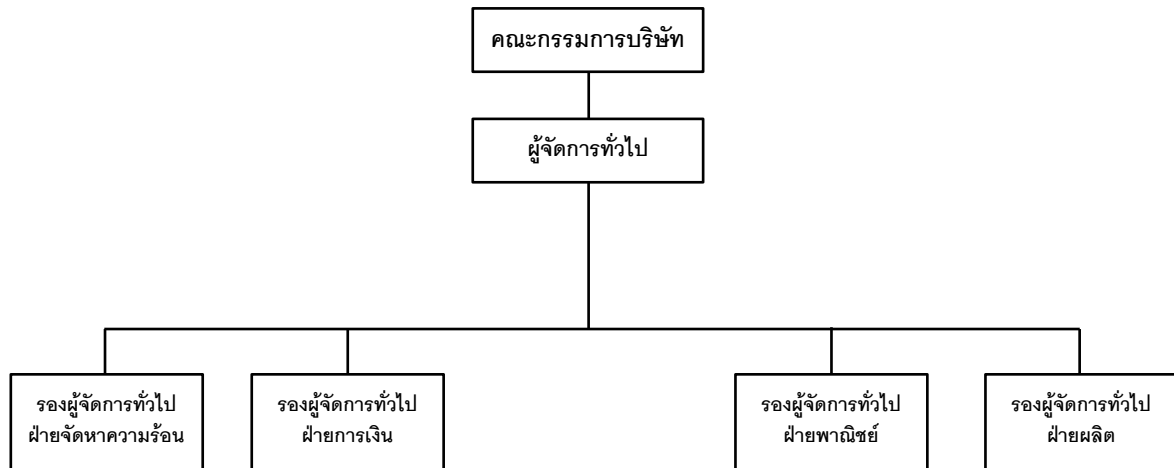 คณะกรรมการบริษัท
ผู้จัดการทั่วไป
รองผู้จัดการทั่วไป
ฝ่ายจัดหาความร้อน
รองผู้จัดการทั่วไป
ฝ่ายการเงิน
รองผู้จัดการทั่วไป
ฝ่ายพาณิชย์
รองผู้จัดการทั่วไป
ฝ่ายผลิต